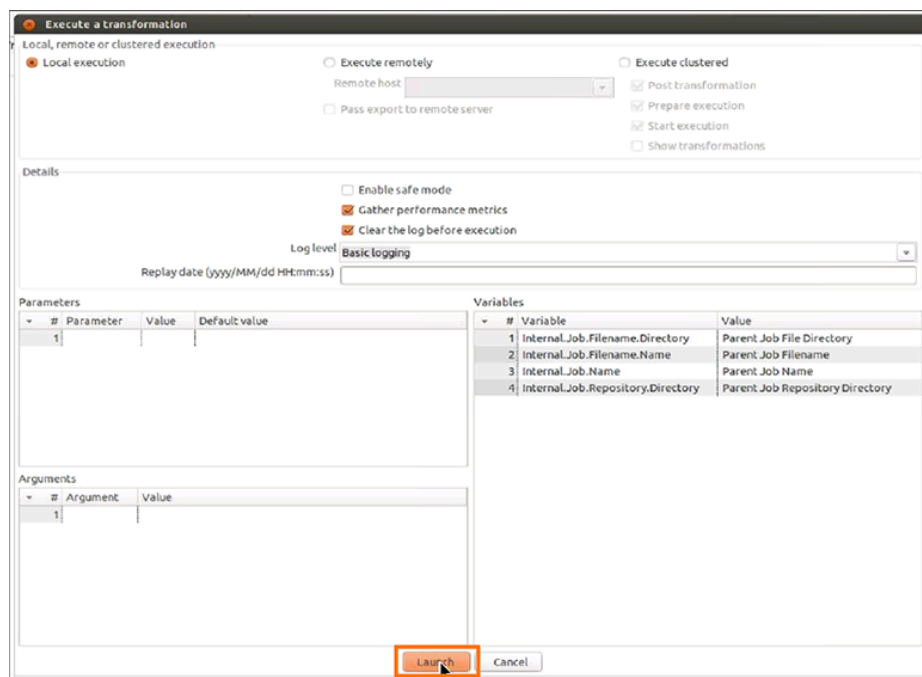 Execute a transformation
Local, remote or clustered execution
Local execution
Execute remotely
Execute clustered
Remote host
Post transformation
Pass export to remote server
Prepare execution
Start execution
Show transformations
Details
Enable safe mode
Gather performance metrics
Clear the log before execution
Log level Basic logging
Replay date (yyyy/MM/dd HH:mm:ss)
Parameters
# Parameter Value Default value
1
Variables
# Variable Value
1 Internal.Job.Filename.Directory Parent Job File Directory
2 Internal.Job.Filename.Name Parent Job Filename
3 Internal.Job.Name Parent Job Name
4 Internal.Job.Repository.Directory Parent Job Repository Directory
Arguments
# Argument Value
1
Launch Cancel